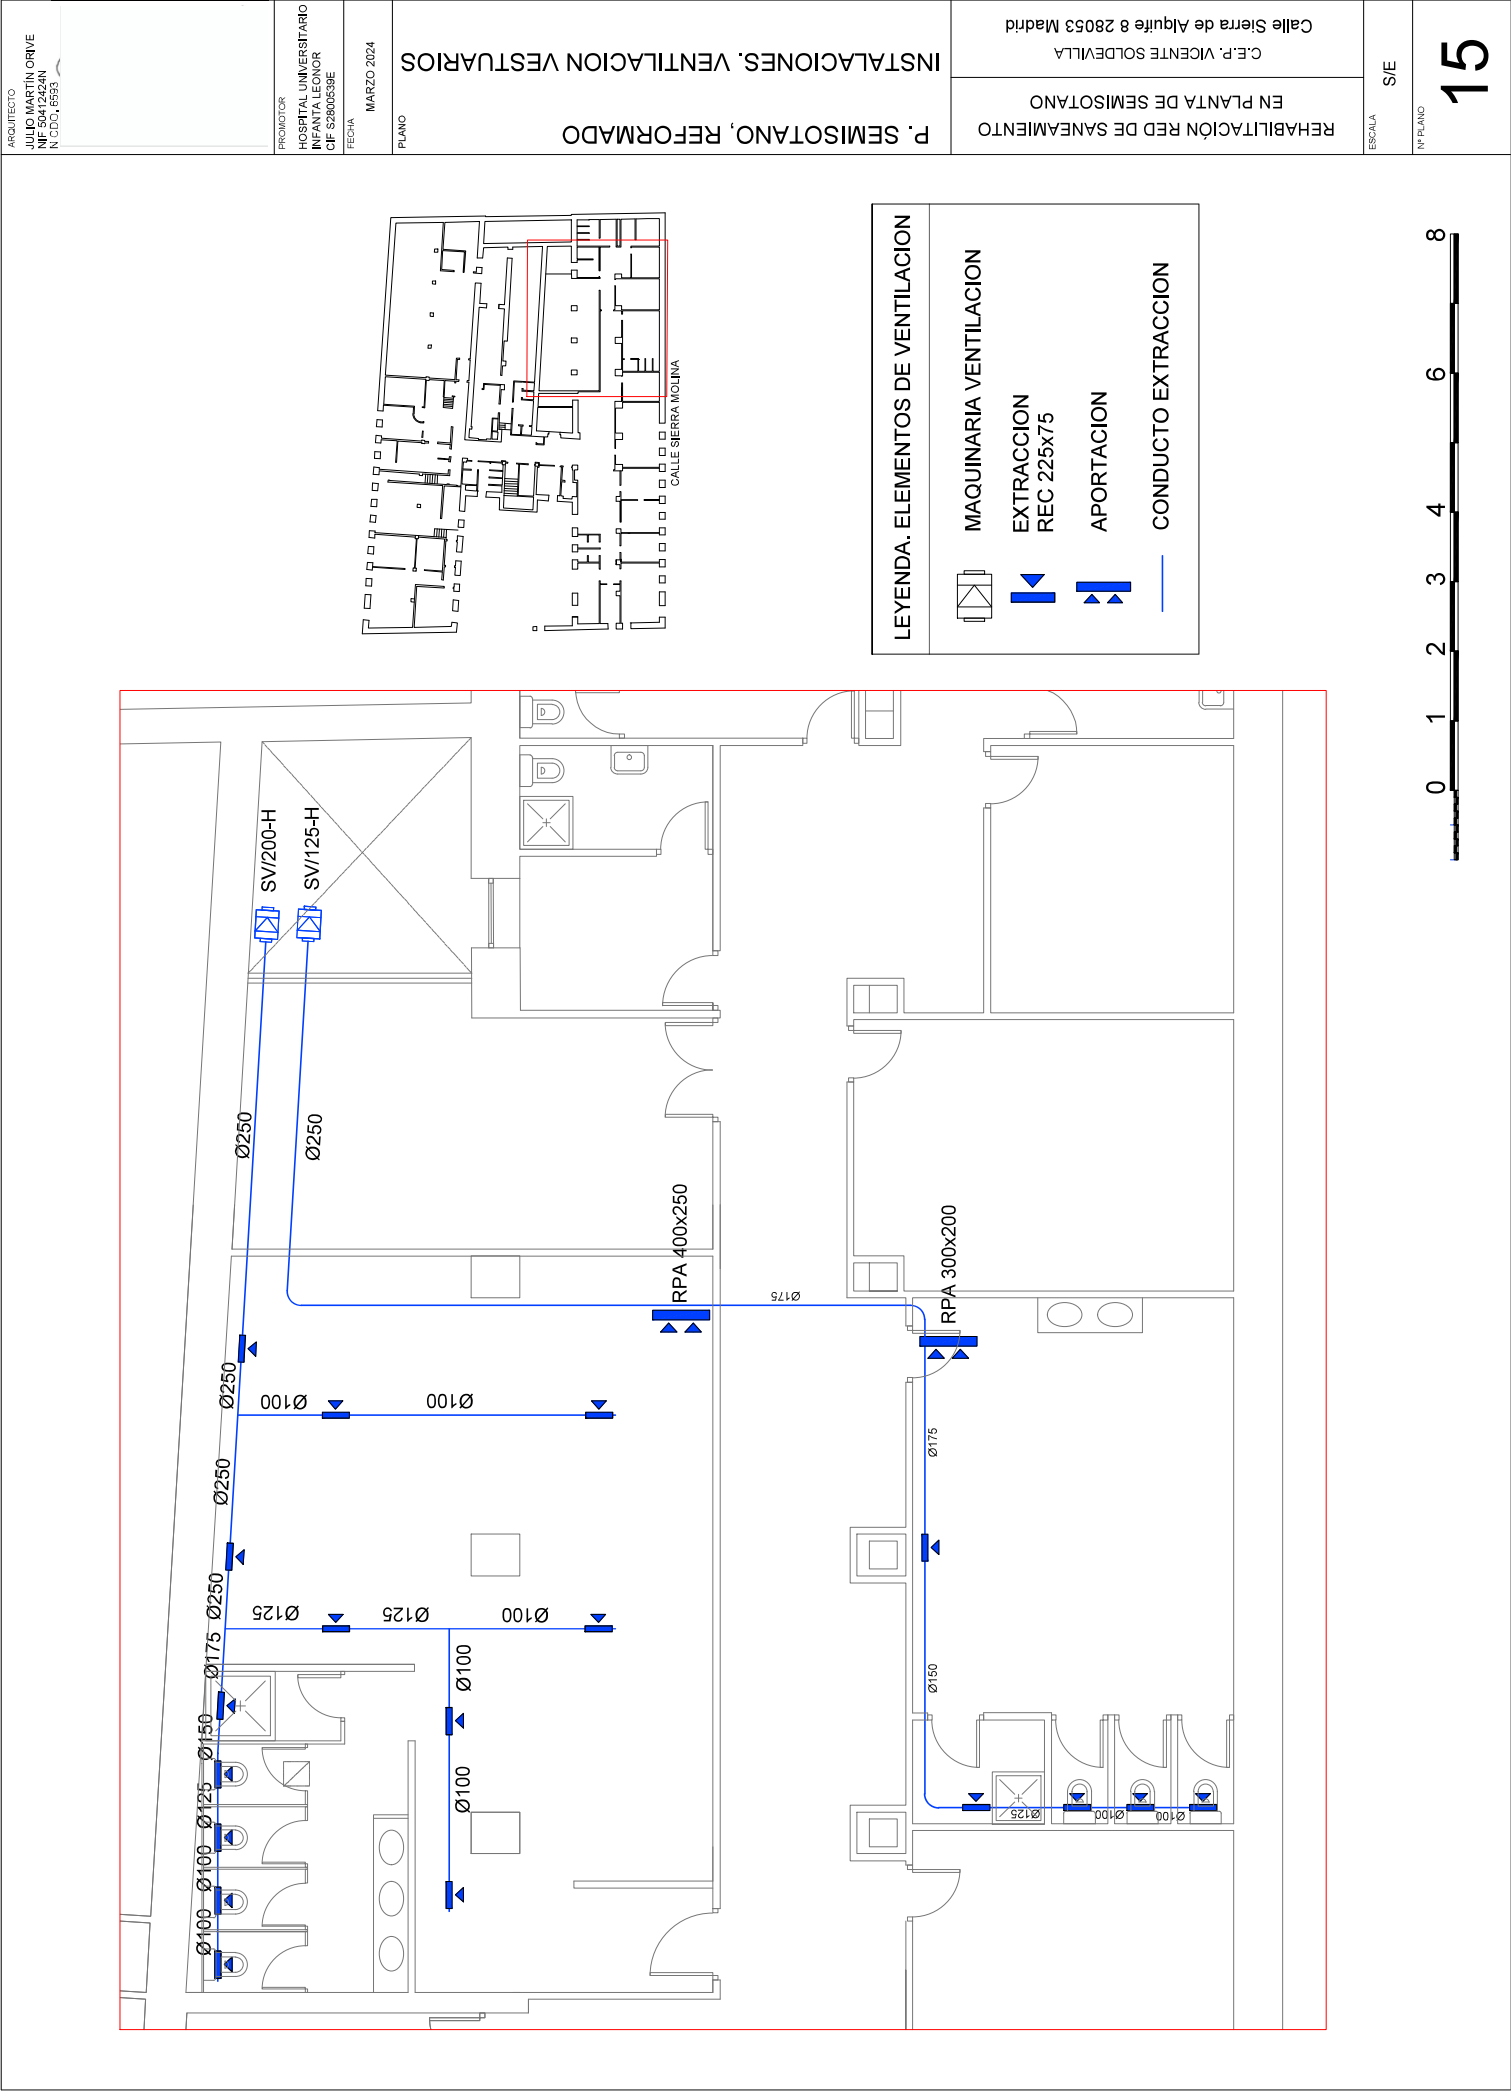 ARQUITECTO
JULIO MARTÍN ORIVE
NIF 50412424N
PROMOTOR
HOSPITAL UNIVERSITARIO
INFANTA LEONOR
CIF S2800539E
FECHA
MARZO 2024
PLANO
INSTALACIONES. VENTILACION VESTUARIOS
P. SEMISOTANO, REFORMADO
C.E.P. VICENTE SOLDEVILLA
Calle Sierra de Alquife 8 28053 Madrid
REHABILITACIÓN RED DE SANEAMIENTO
EN PLANTA DE SEMISOTANO
ESCALA
S/E
Nº PLANO
15
CALLE SIERRA MOLINA
LEYENDA. ELEMENTOS DE VENTILACION
MAQUINARIA VENTILACION
EXTRACCION
REC 225x75
APORTACION
CONDUCTO EXTRACCION
0 1 2 3 4 6 8
SV/200-H
SV/125-H
Ø250
Ø250
RPA 400x250
RPA 300x200
Ø175
Ø250
Ø100
Ø100
Ø250
Ø175
Ø250
Ø125
Ø125
Ø100
Ø175
Ø100
Ø150
Ø150
Ø125
Ø100
Ø100
Ø100
Ø125
Ø100
Ø100